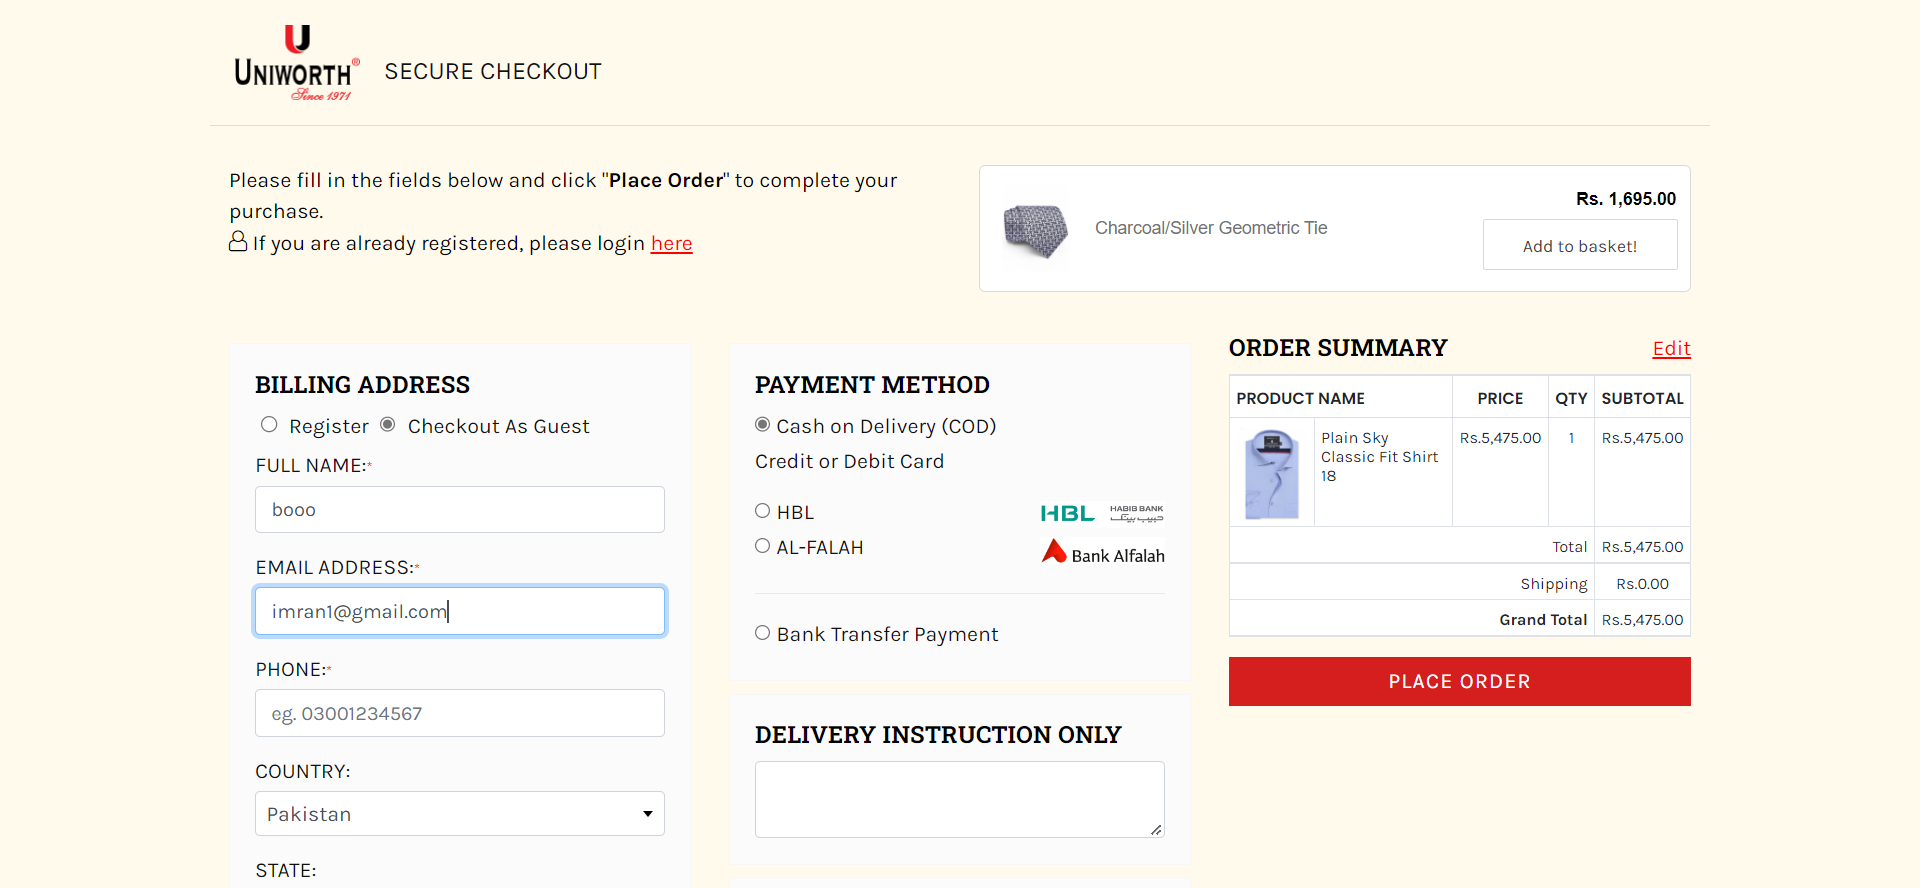 U
UNIWORTH®
Since 1971
SECURE CHECKOUT
Please fill in the fields below and click "Place Order" to complete your
purchase.
If you are already registered, please login here
Charcoal/Silver Geometric Tie
Rs. 1,695.00
Add to basket!
BILLING ADDRESS
Register Checkout As Guest
FULL NAME:*
booo
EMAIL ADDRESS:*
imran1@gmail.com
PHONE:*
eg. 03001234567
COUNTRY:
Pakistan
STATE:
PAYMENT METHOD
Cash on Delivery (COD)
Credit or Debit Card
HBL
HBL HABIB BANK
حبیب بینک
AL-FALAH
Bank Alfalah
Bank Transfer Payment
DELIVERY INSTRUCTION ONLY
ORDER SUMMARY Edit
PRODUCT NAME PRICE QTY SUBTOTAL
Plain Sky Rs.5,475.00 1 Rs.5,475.00
Classic Fit Shirt
18
Total Rs.5,475.00
Shipping Rs.0.00
Grand Total Rs.5,475.00
PLACE ORDER